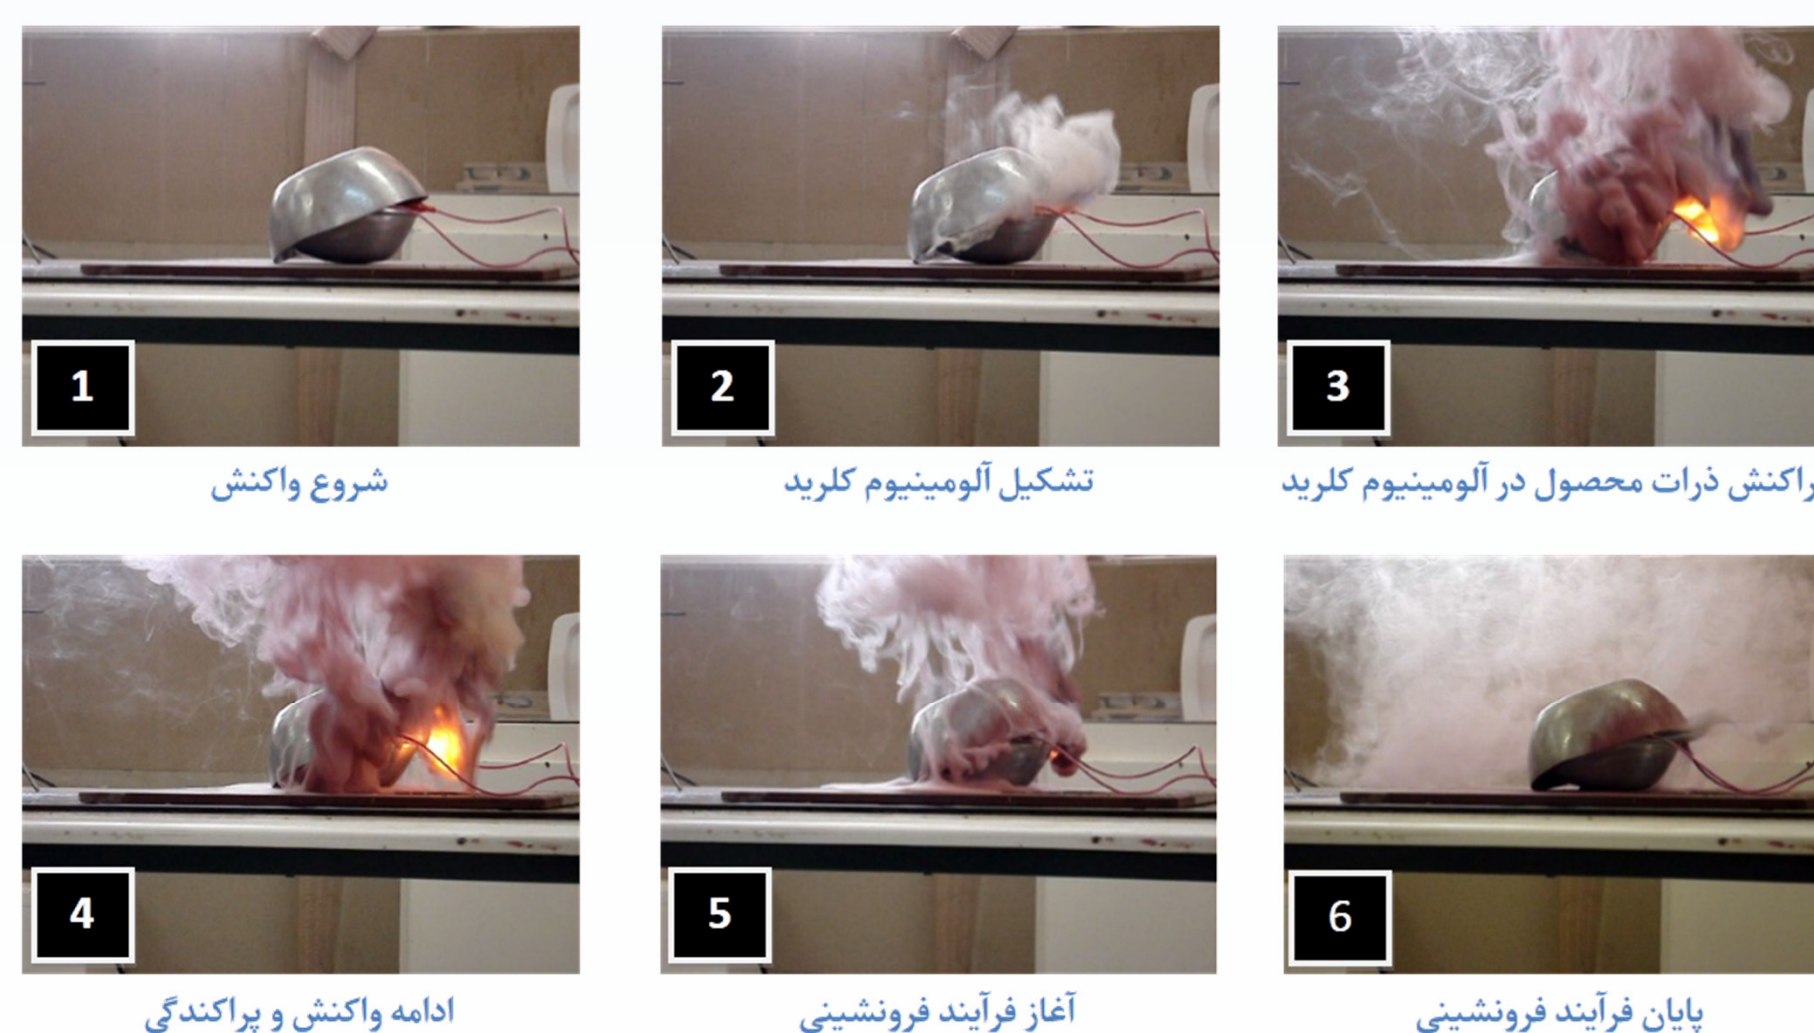 1
2
3
شروع واکنش
تشکیل آلومینیوم کلرید
ذرات محصول در آلومینیوم کلرید
4
5
6
ادامه واکنش و پراکندگی
آغاز فرآیند فرونشینی
پایان فرآیند فرونشینی